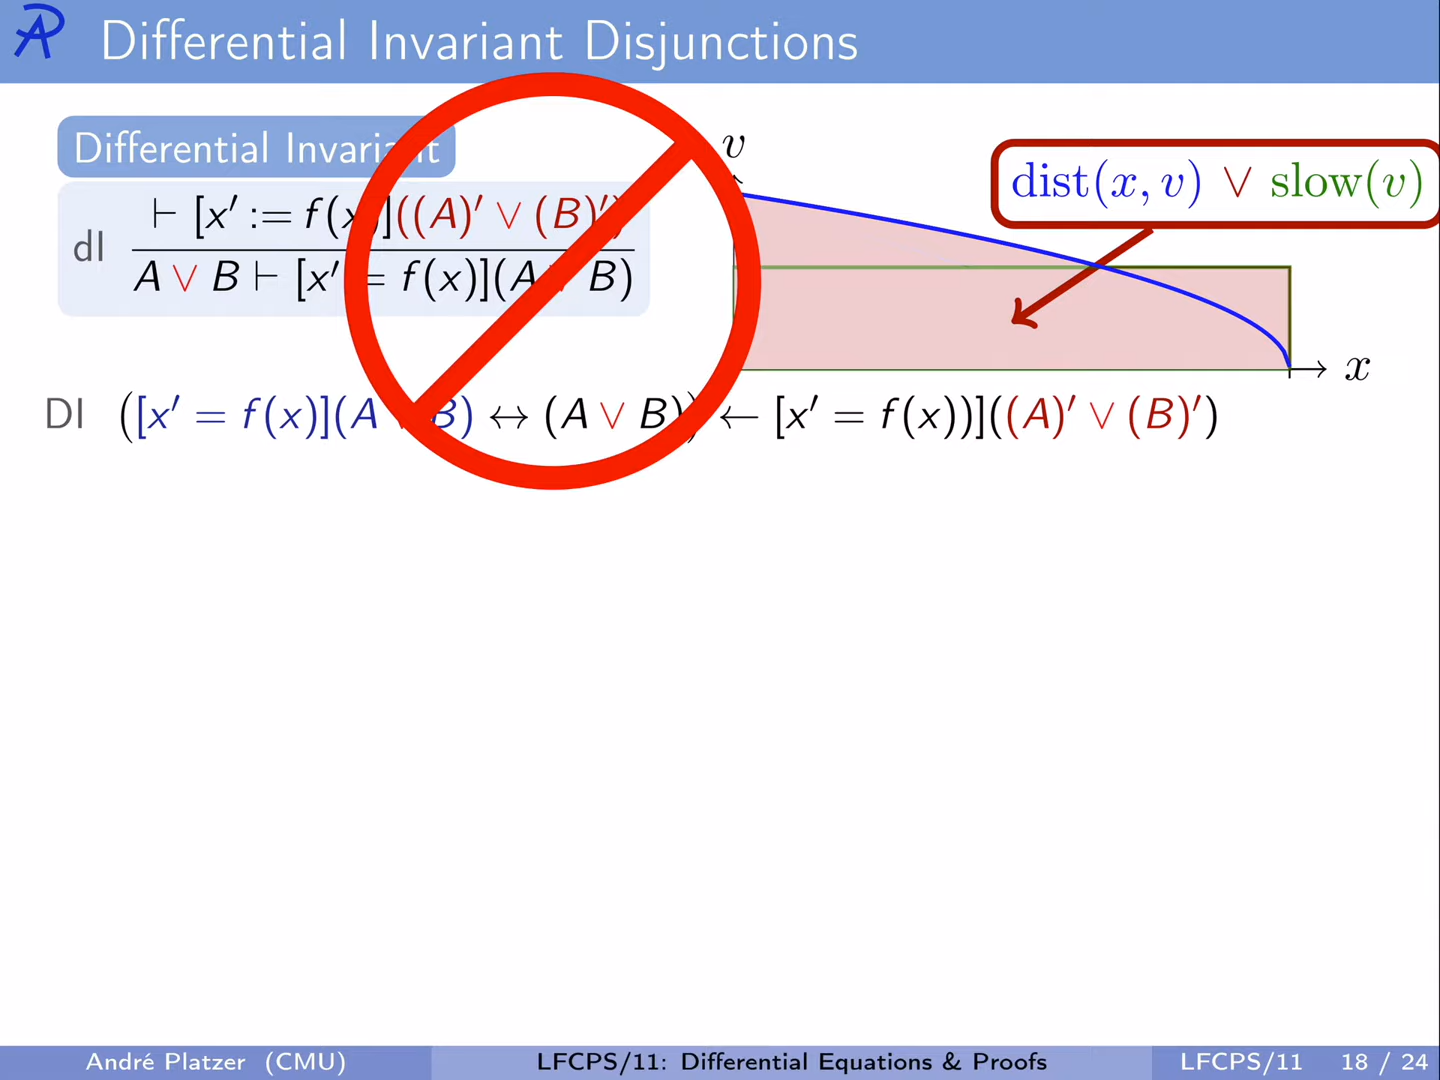 Differential Invariant Disjunctions
Differential Invariant
dI
⊢ [x′ := f(x)]((A)′ ∨ (B)′)
A ∨ B ⊢ [x′ = f(x)](A ∨ B)
v
dist(x, v) ∨ slow(v)
x
DI ([x′ = f(x)](A ∨ B) ↔ (A ∨ B)) ← [x′ = f(x))]((A)′ ∨ (B)′)
André Platzer (CMU) LFCPS/11: Differential Equations & Proofs LFCPS/11 18 / 24